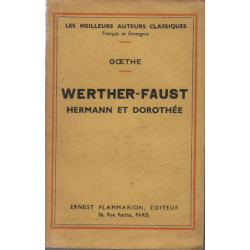 LES MEILLEURS AUTEURS CLASSIQUES
Français et Étrangers
GŒTHE
WERTHER-FAUST
HERMANN ET DOROTHÉE
ERNEST FLAMMARION, ÉDITEUR
26, Rue Racine, PARIS.